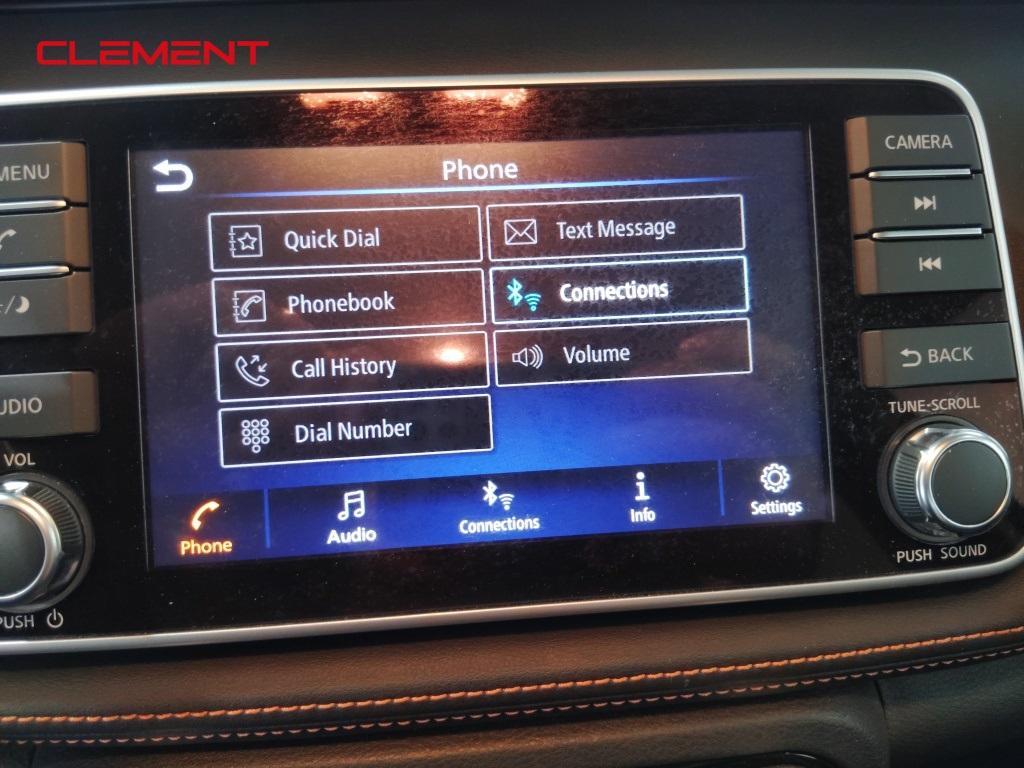 CLEMENT
MENU
Phone
Quick Dial
Text Message
Phonebook
Connections
Call History
Volume
Dial Number
Phone
Audio
Connections
Info
Settings
VOL
PUSH
CAMERA
BACK
TUNE·SCROLL
PUSH SOUND